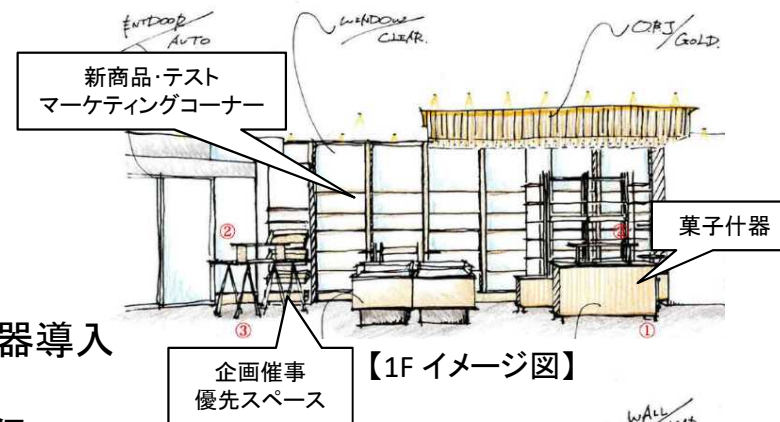 ENTDOOR/
AUTO
WINDOW
CLEAR.
OBJ/
GOLD.
新商品・テスト
マーケティングコーナー
②
②
菓子什器
③
①
器導入
企画催事
優先スペース
【1F イメージ図】
WALL